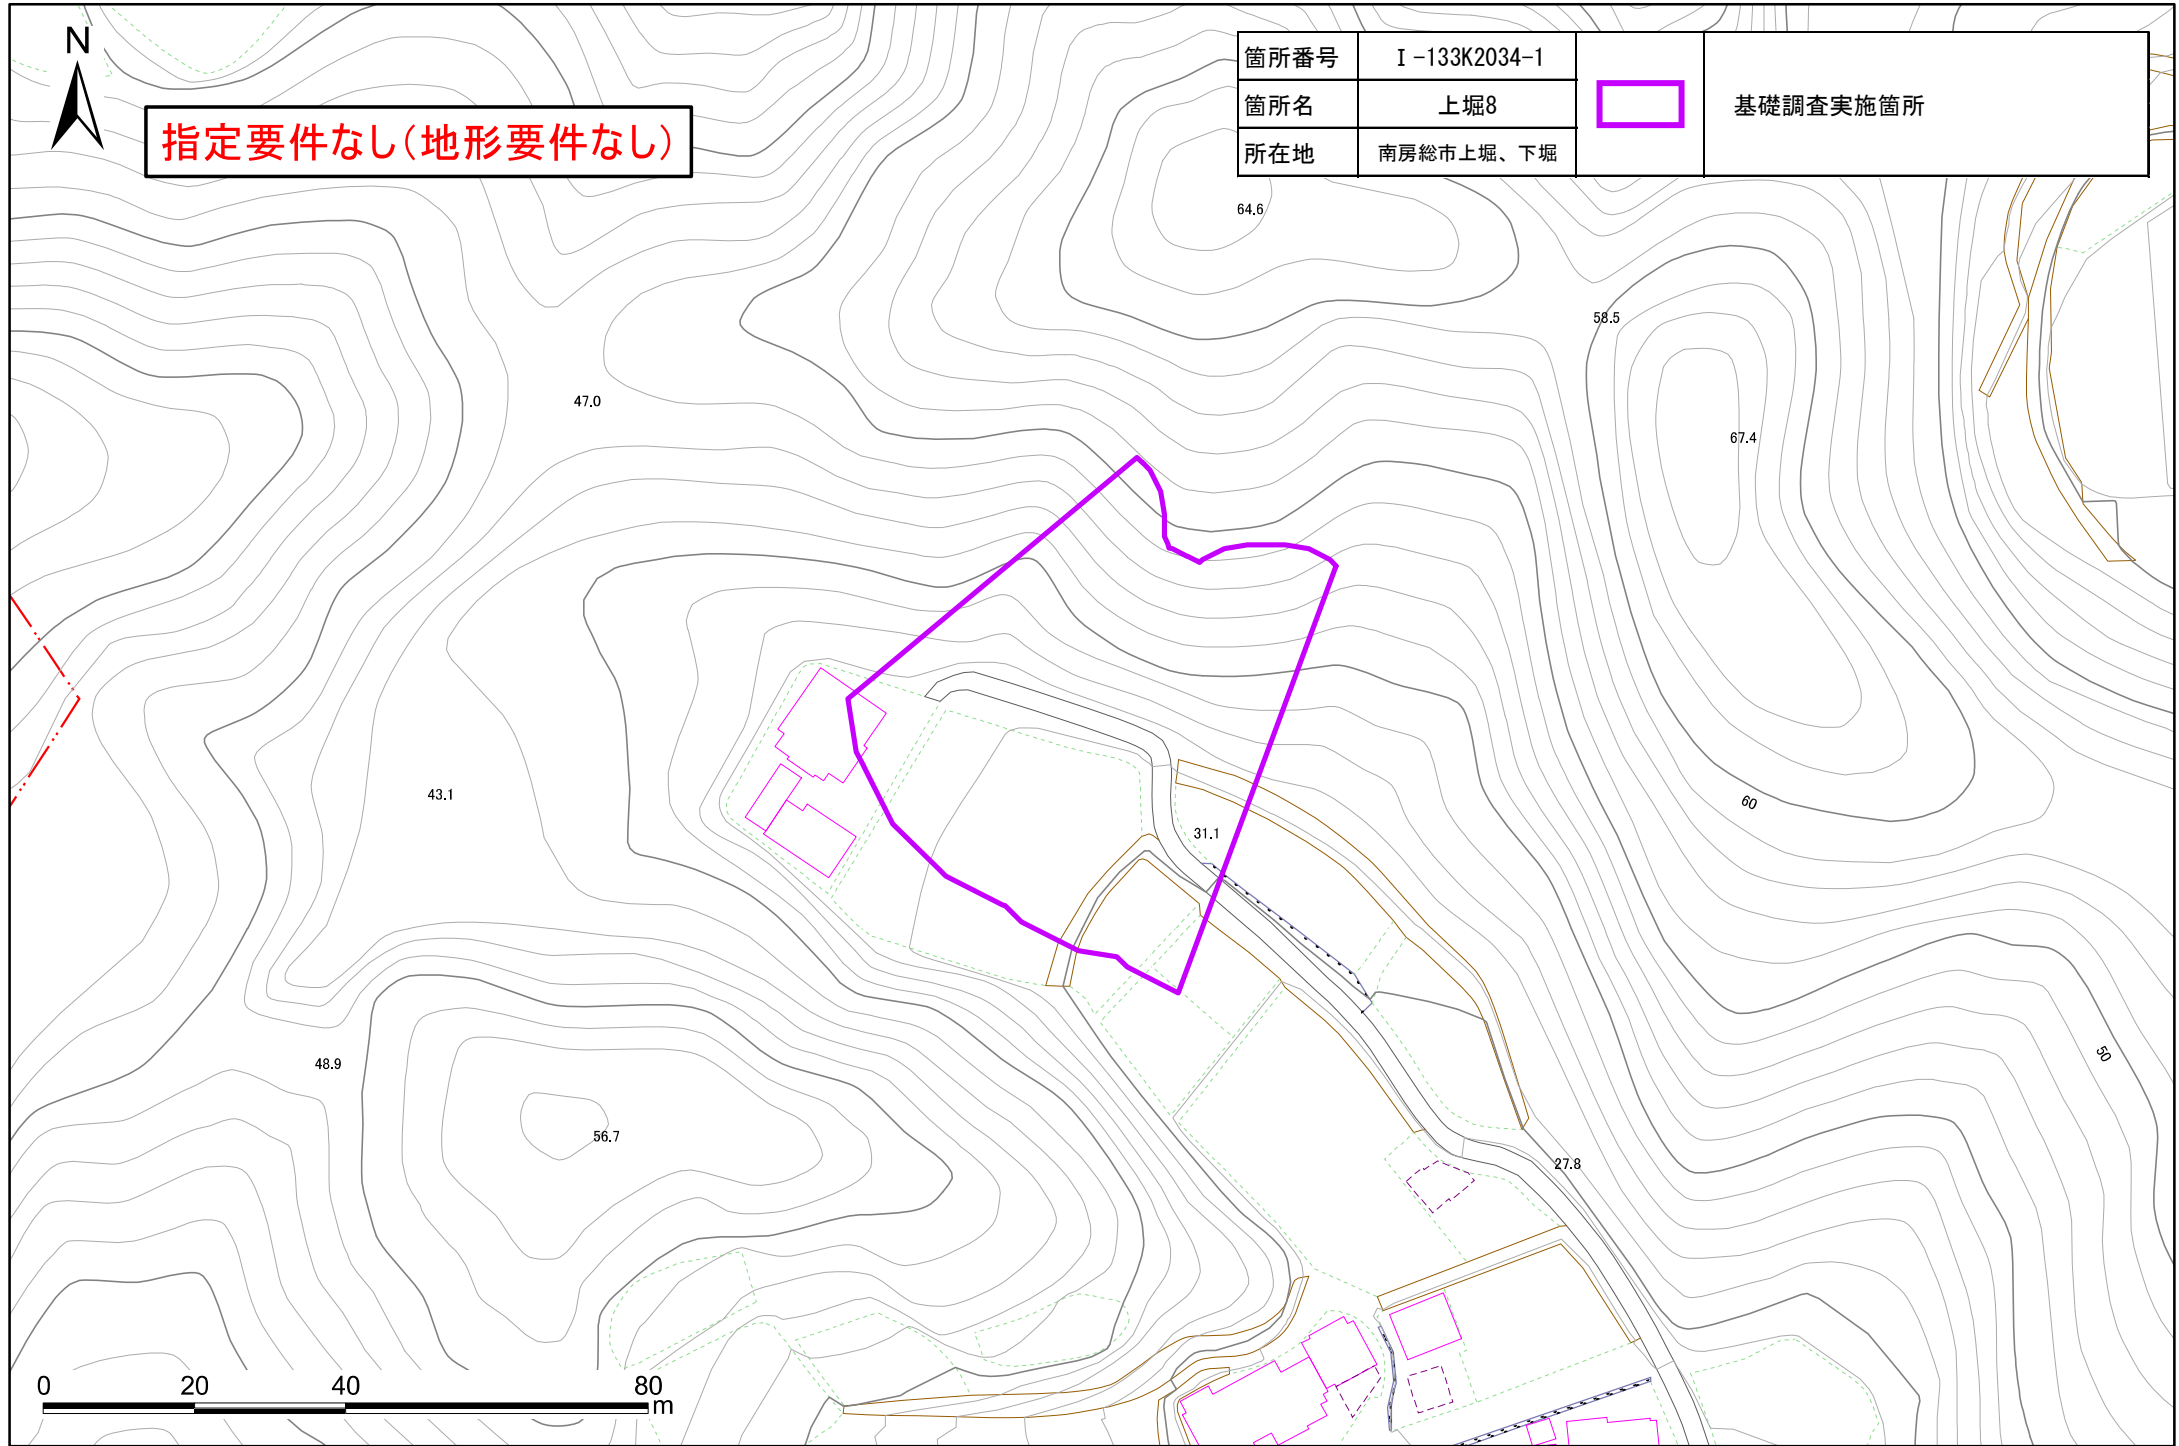 N
指定要件なし(地形要件なし)
箇所番号 Ⅰ-133K2034-1
箇所名 上堀8
所在地 南房総市上堀、下堀
基礎調査実施箇所
64.6
58.5
47.0
67.4
43.1
60
31.1
48.9
50
56.7
27.8
0 20 40 80
m